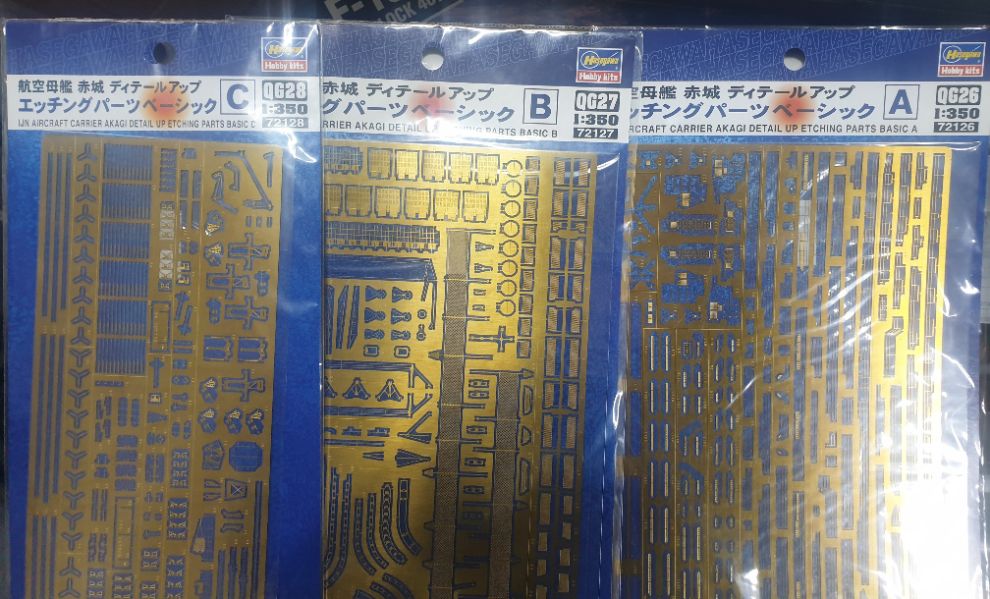 F-1
LOCK 40
Hasegawa
Hobby kits
航空母艦 赤城 ディテールアップ
エッチングパーツベーシック C
QG28
1:350
72128
IJN AIRCRAFT CARRIER AKAGI DETAIL UP ETCHING PARTS BASIC C
Hasegawa
Hobby kits
赤城 ディテールアップ
グパーツ ベーシック B
QG27
1:350
72127
RRIER AKAGI DETAIL UP ETCHING PARTS BASIC B
Hasegawa
Hobby kits
母艦 赤城 ディテールアップ
ッチングパーツベーシック A
QG26
1:350
72126
RCRAFT CARRIER AKAGI DETAIL UP ETCHING PARTS BASIC A